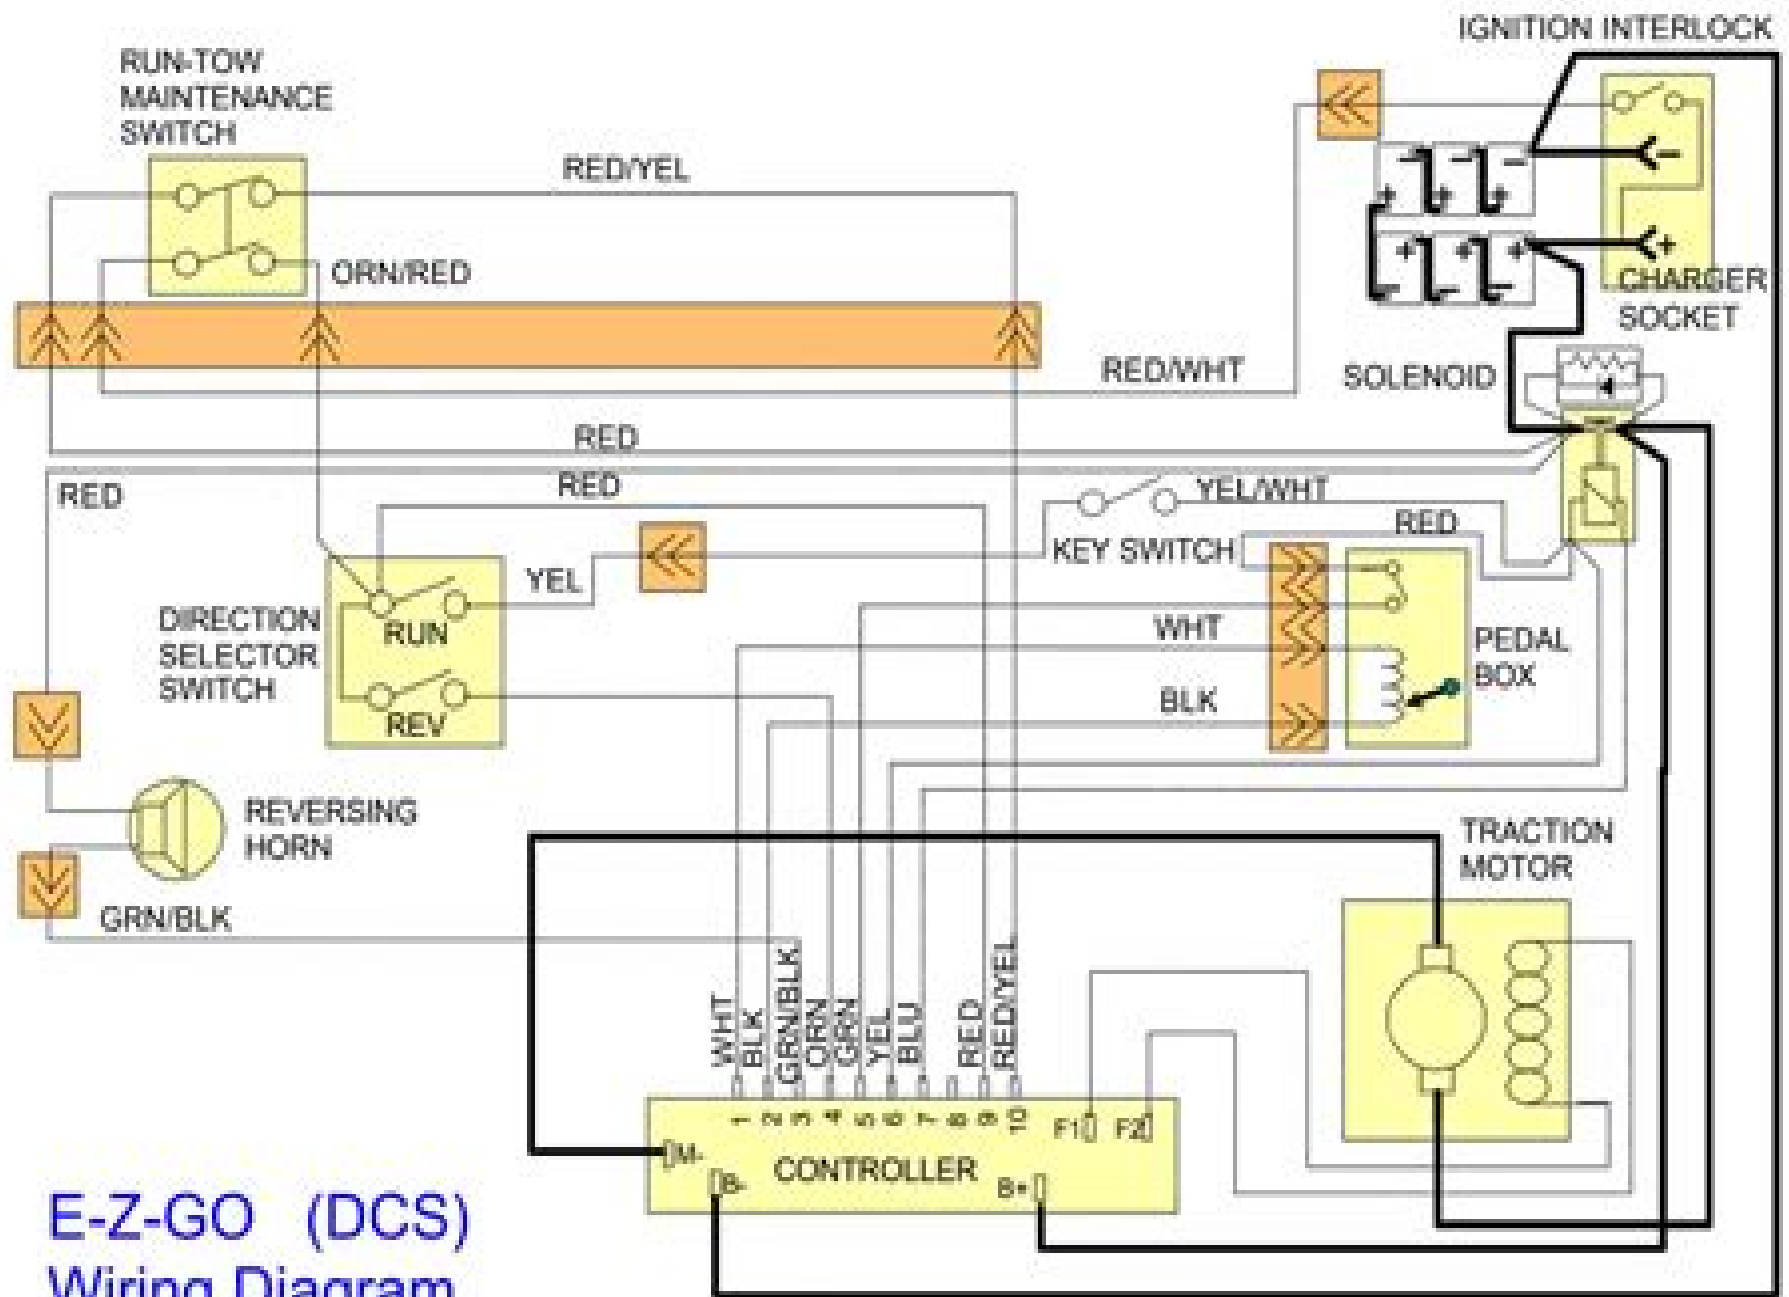 IGNITION INTERLOCK
RUN-TOW
MAINTENANCE
SWITCH
RED/YEL
ORN/RED
CHARGER
SOCKET
RED/WHT
SOLENOID
RED
RED
RED
YEL/WHT
RED
KEY SWITCH
YEL
DIRECTION
SELECTOR
SWITCH
RUN
REV
WHT
BLK
PEDAL
BOX
REVERSING
HORN
GRN/BLK
TRACTION
MOTOR
WHT
BLK
GRN/BLK
ORN
GRN
YEL
BLU
RED
RED/YEL
1 2 3 4 5 6 7 8 9 10
F1 F2
M-
B-
CONTROLLER
B+
E-Z-GO (DCS)
Wiring Diagram